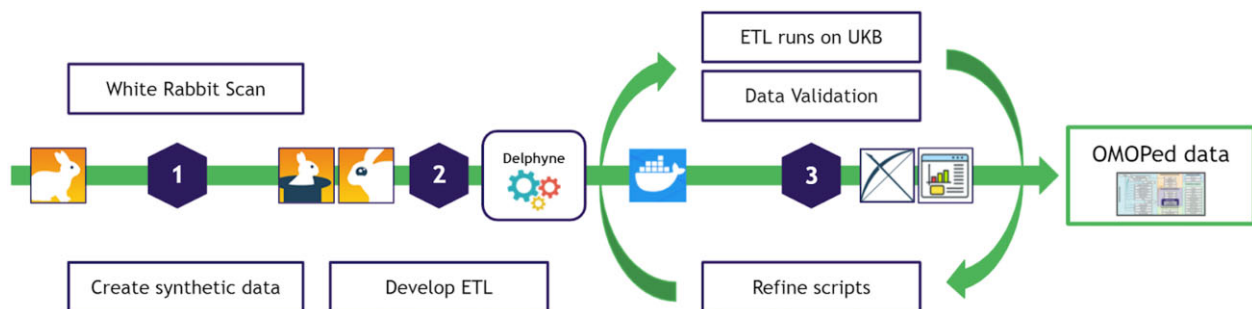 White Rabbit Scan
ETL runs on UKB
Data Validation
1
2
Delphyne
3
OMOPed data
Create synthetic data
Develop ETL
Refine scripts